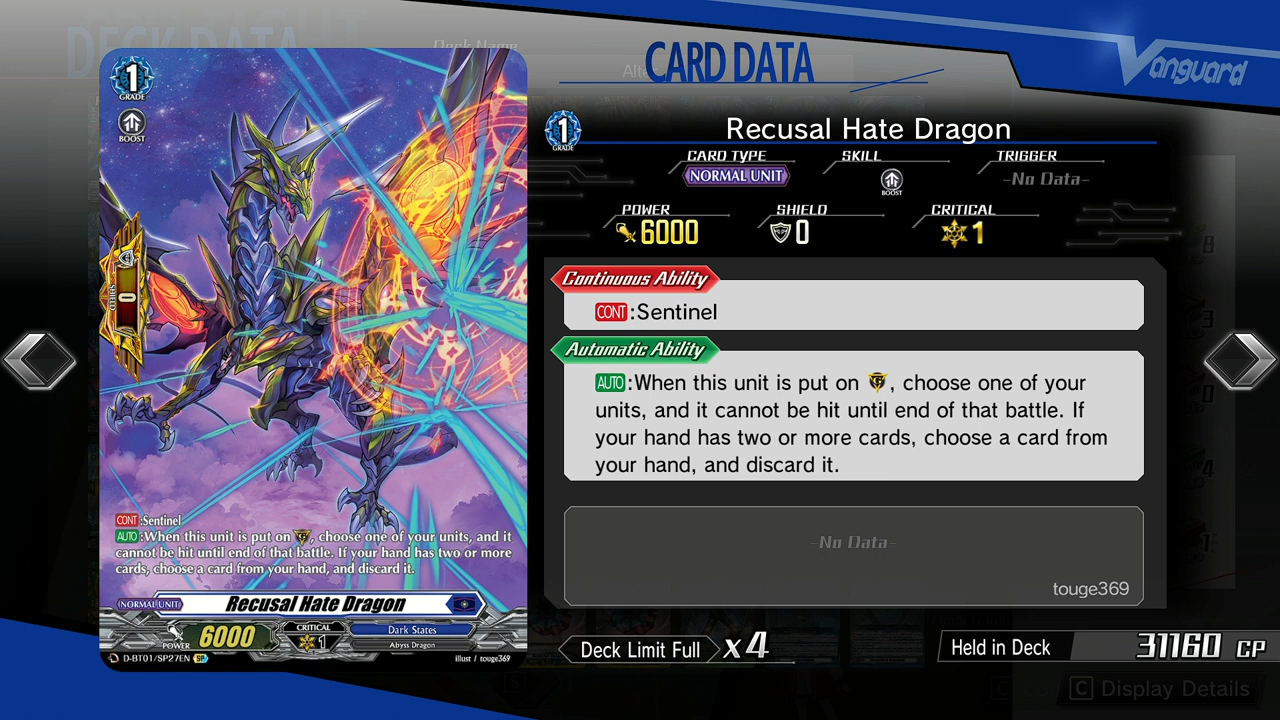 DECK DATA
Deck Name
CARD DATA
Vanguard
1
GRADE
BOOST
SHIELD 0
CONT:Sentinel
AUTO:When this unit is put on G, choose one of your units, and it
cannot be hit until end of that battle. If your hand has two or more
cards, choose a card from your hand, and discard it.
NORMAL UNIT
Recusal Hate Dragon
POWER 6000
CRITICAL 1
Dark States
Abyss Dragon
D-BT01/SP27EN SP
illust / touge369
1
GRADE
Recusal Hate Dragon
CARD TYPE
NORMAL UNIT
SKILL
BOOST
TRIGGER
-No Data-
POWER
6000
SHIELD
0
CRITICAL
1
Continuous Ability
CONT:Sentinel
Automatic Ability
AUTO:When this unit is put on G, choose one of your
units, and it cannot be hit until end of that battle. If
your hand has two or more cards, choose a card from
your hand, and discard it.
-No Data-
touge369
Deck Limit Full x4
Held in Deck
31160 CP
C Display Details